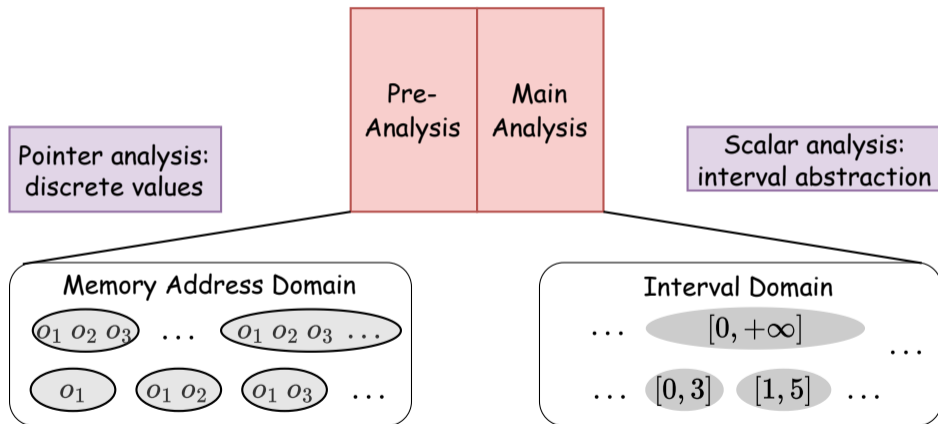 Pre-
Analysis
Main
Analysis
Pointer analysis:
discrete values
Scalar analysis:
interval abstraction
Memory Address Domain
o₁ o₂ o₃ … o₁ o₂ o₃ …
o₁ o₁ o₂ o₁ o₃ …
Interval Domain
… [0, +∞] …
… [0, 3] [1, 5] …